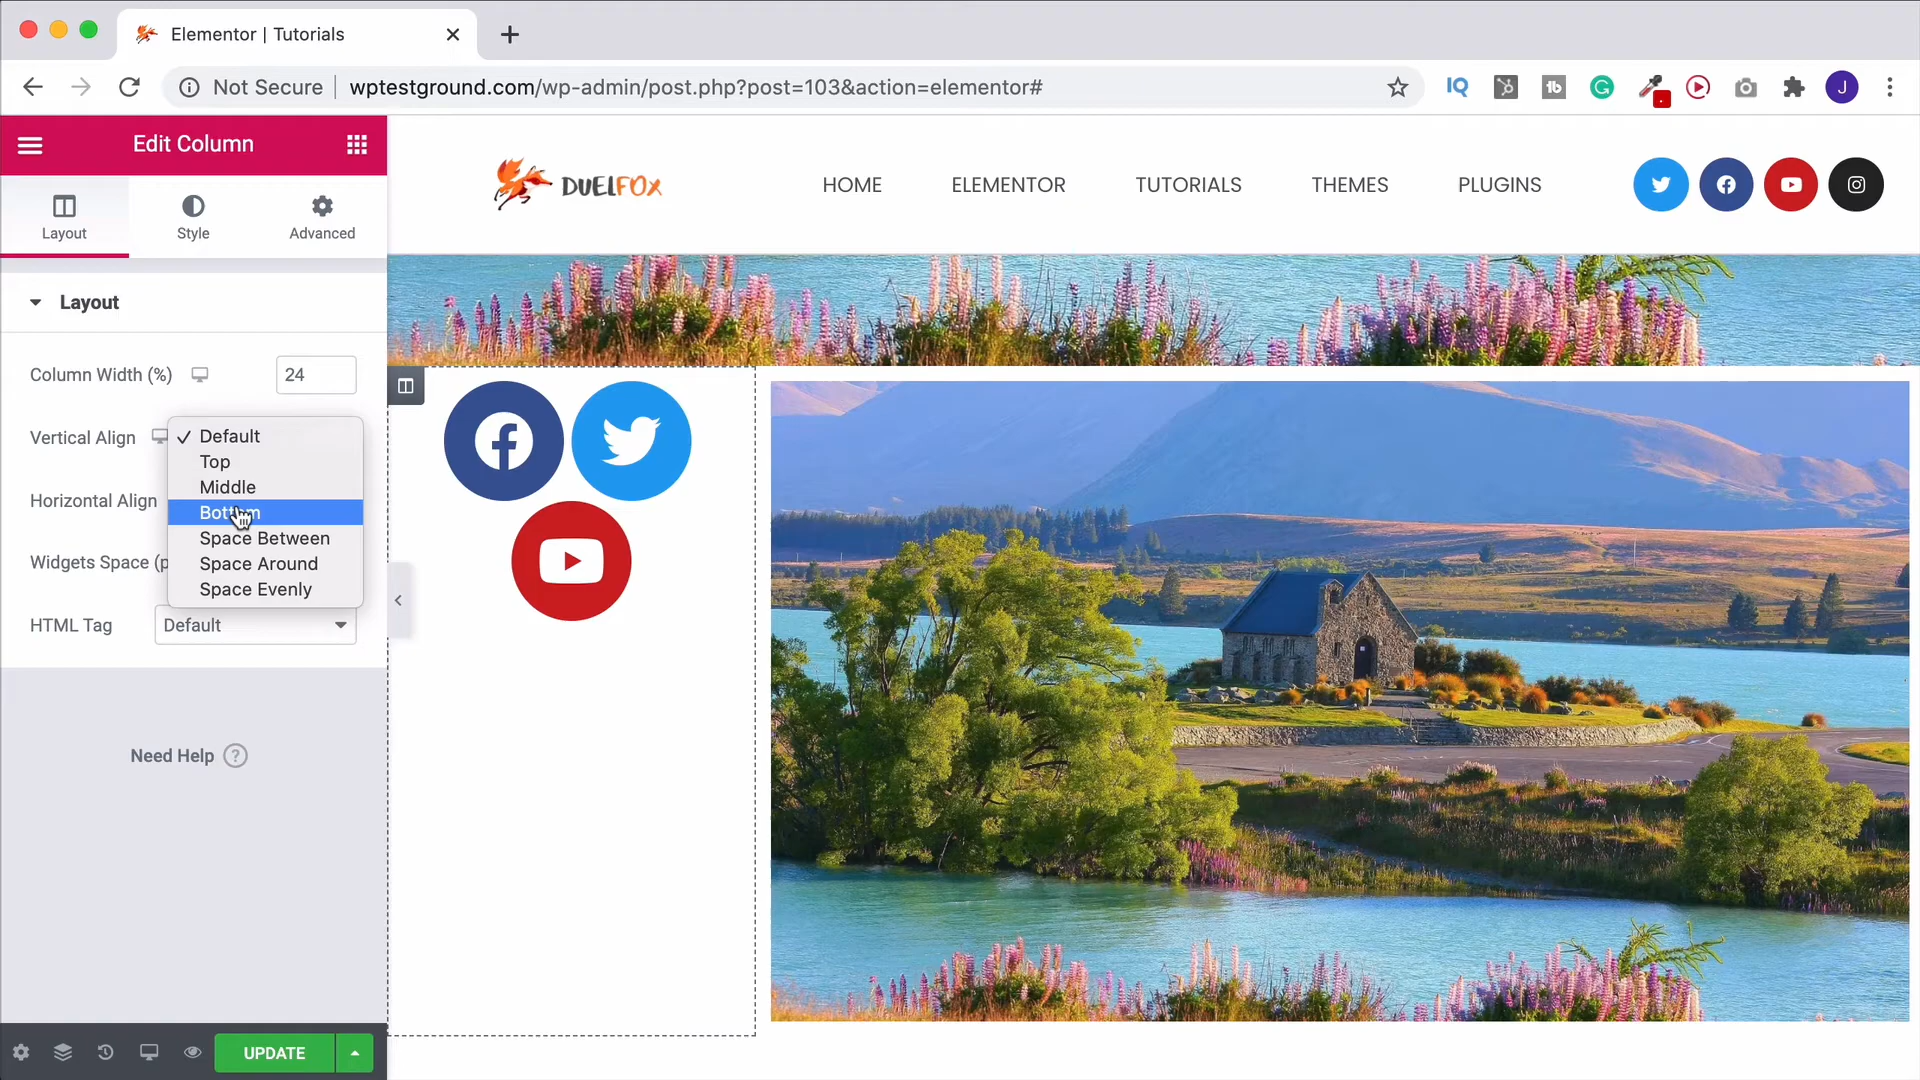 Elementor | Tutorials
Not Secure wptestground.com/wp-admin/post.php?post=103&action=elementor#
IQ
tb
G
J
Edit Column
DUELFOX
HOME
ELEMENTOR
TUTORIALS
THEMES
PLUGINS
Layout
Style
Advanced
Layout
Column Width (%)
24
Vertical Align
Default
Top
Middle
Horizontal Align
Bottom
Space Between
Widgets Space (p
Space Around
Space Evenly
HTML Tag
Default
Need Help ?
UPDATE